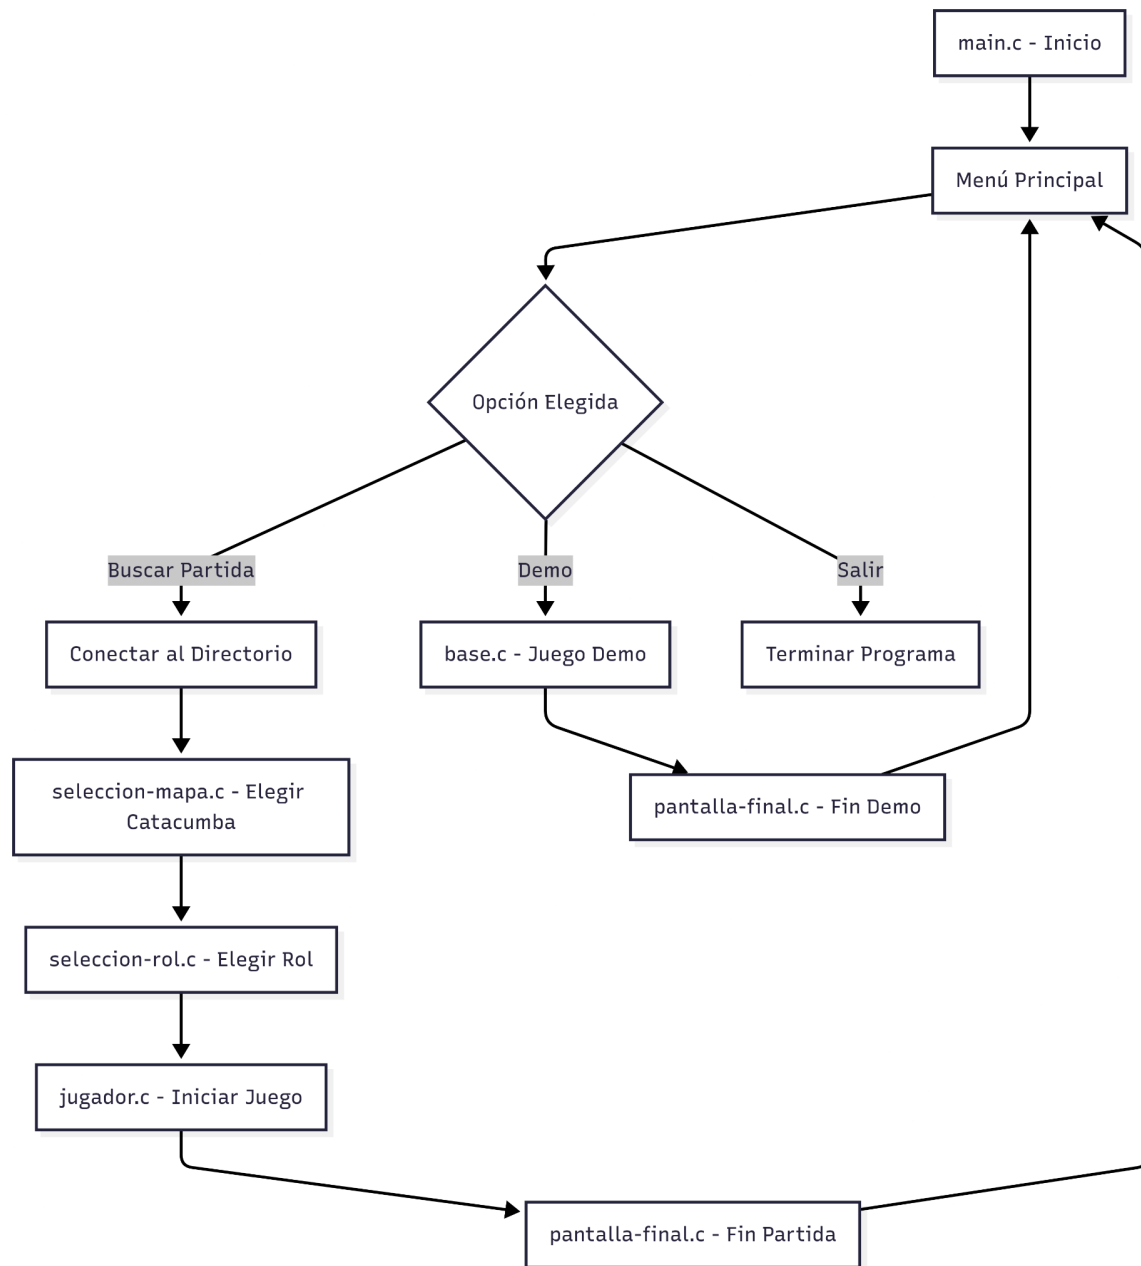 main.c - Inicio
Menú Principal
Opción Elegida
Buscar Partida
Demo
Salir
Conectar al Directorio
base.c - Juego Demo
Terminar Programa
seleccion-mapa.c - Elegir
Catacumba
pantalla-final.c - Fin Demo
seleccion-rol.c - Elegir Rol
jugador.c - Iniciar Juego
pantalla-final.c - Fin Partida